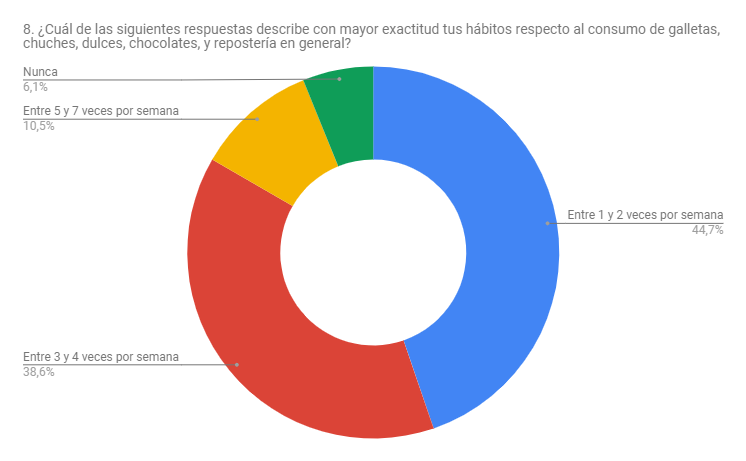 8. ¿Cuál de las siguientes respuestas describe con mayor exactitud tus hábitos respecto al consumo de galletas,
chuches, dulces, chocolates, y repostería en general?
Nunca
6,1%
Entre 5 y 7 veces por semana
10,5%
Entre 1 y 2 veces por semana
44,7%
Entre 3 y 4 veces por semana
38,6%